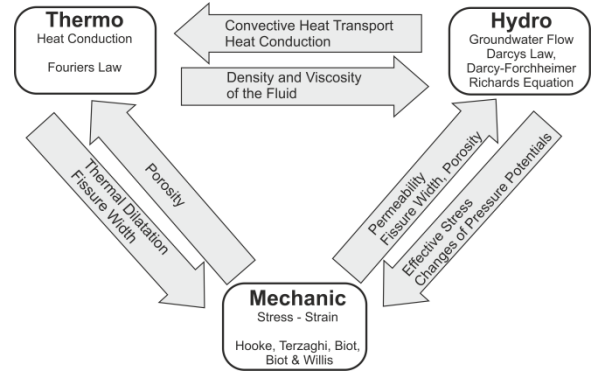 Thermo
Heat Conduction
Fouriers Law
Convective Heat Transport
Heat Conduction
Density and Viscosity
of the Fluid
Hydro
Groundwater Flow
Darcys Law,
Darcy-Forchheimer
Richards Equation
Thermal Dilatation
Fissure Width
Porosity
Permeability
Fissure Width, Porosity
Effective Stress
Changes of Pressure Potentials
Mechanic
Stress - Strain
Hooke, Terzaghi, Biot,
Biot & Willis